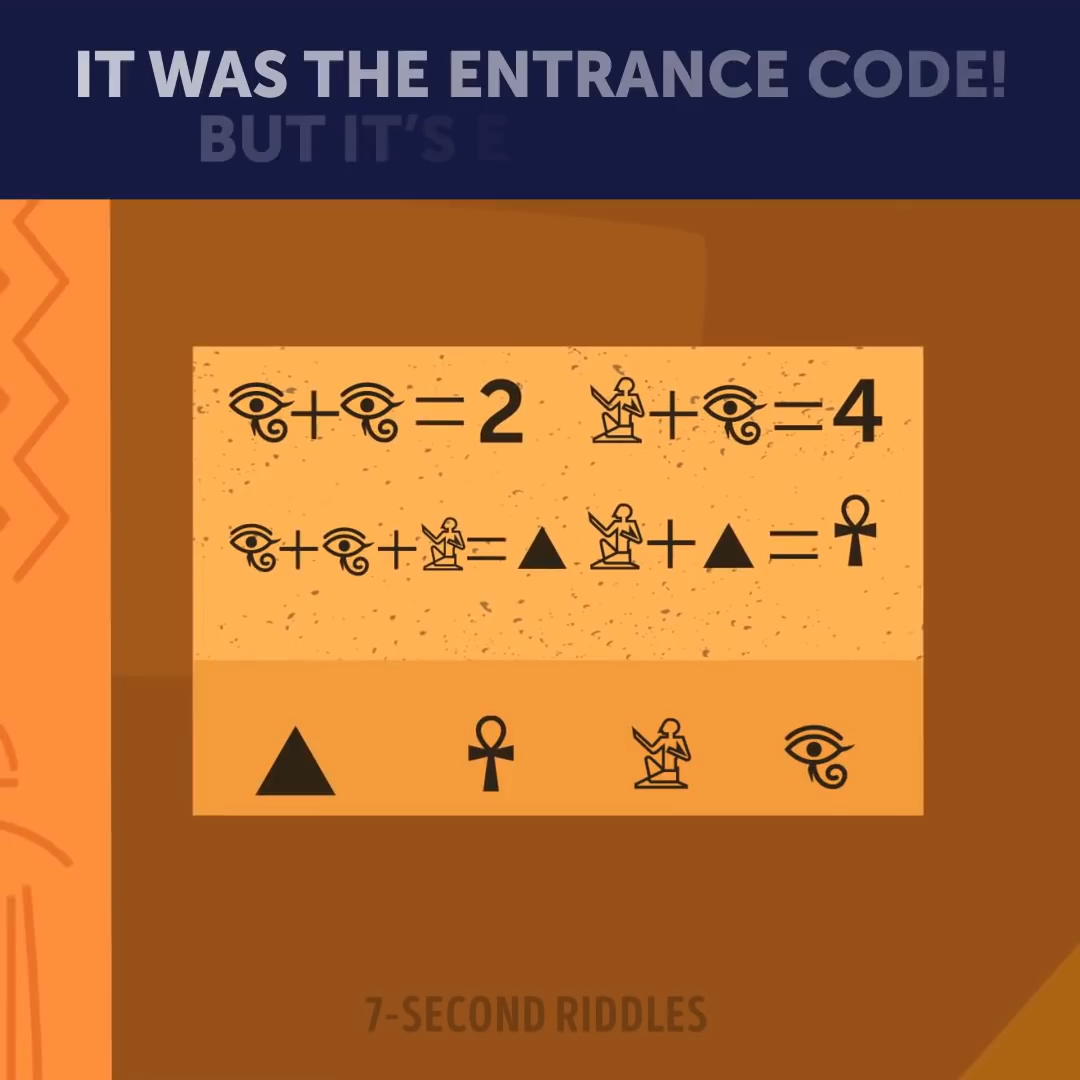 IT WAS THE ENTRANCE CODE!
BUT IT'S E
𓂀+𓂀=2 𓀀+𓂀=4
𓂀+𓂀+𓀀=▲ 𓀀+▲=☥
▲ ☥ 𓀀 𓂀
7-SECOND RIDDLES